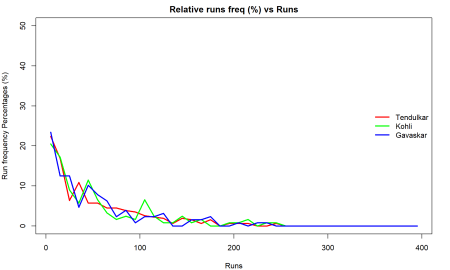 Relative runs freq (%) vs Runs
Run frequency Percentages (%)
50
40
30
20
10
0
Tendulkar
Kohli
Gavaskar
0 100 200 300 400
Runs